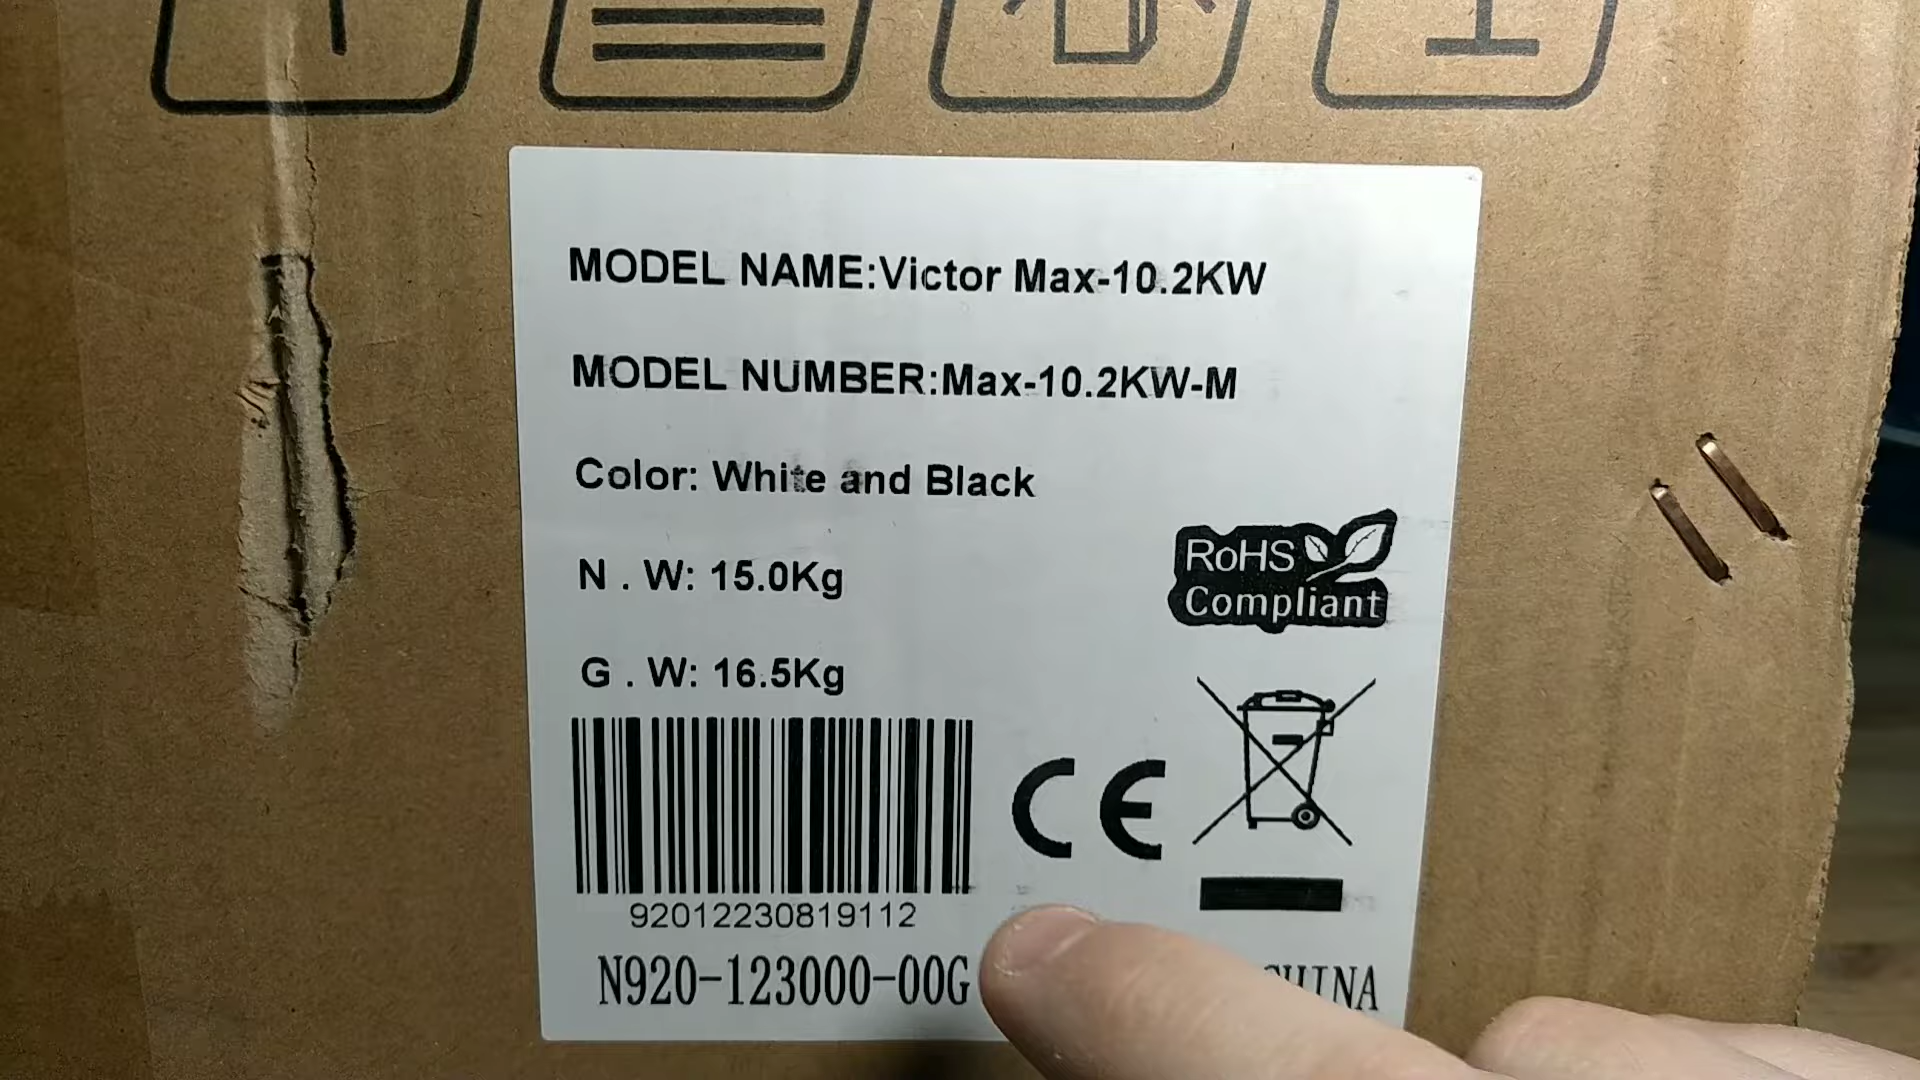 MODEL NAME:Victor Max-10.2KW
MODEL NUMBER:Max-10.2KW-M
Color: White and Black
N . W: 15.0Kg
G . W: 16.5Kg
RoHS
Compliant
CE
92012230819112
N920-123000-00G
CHINA